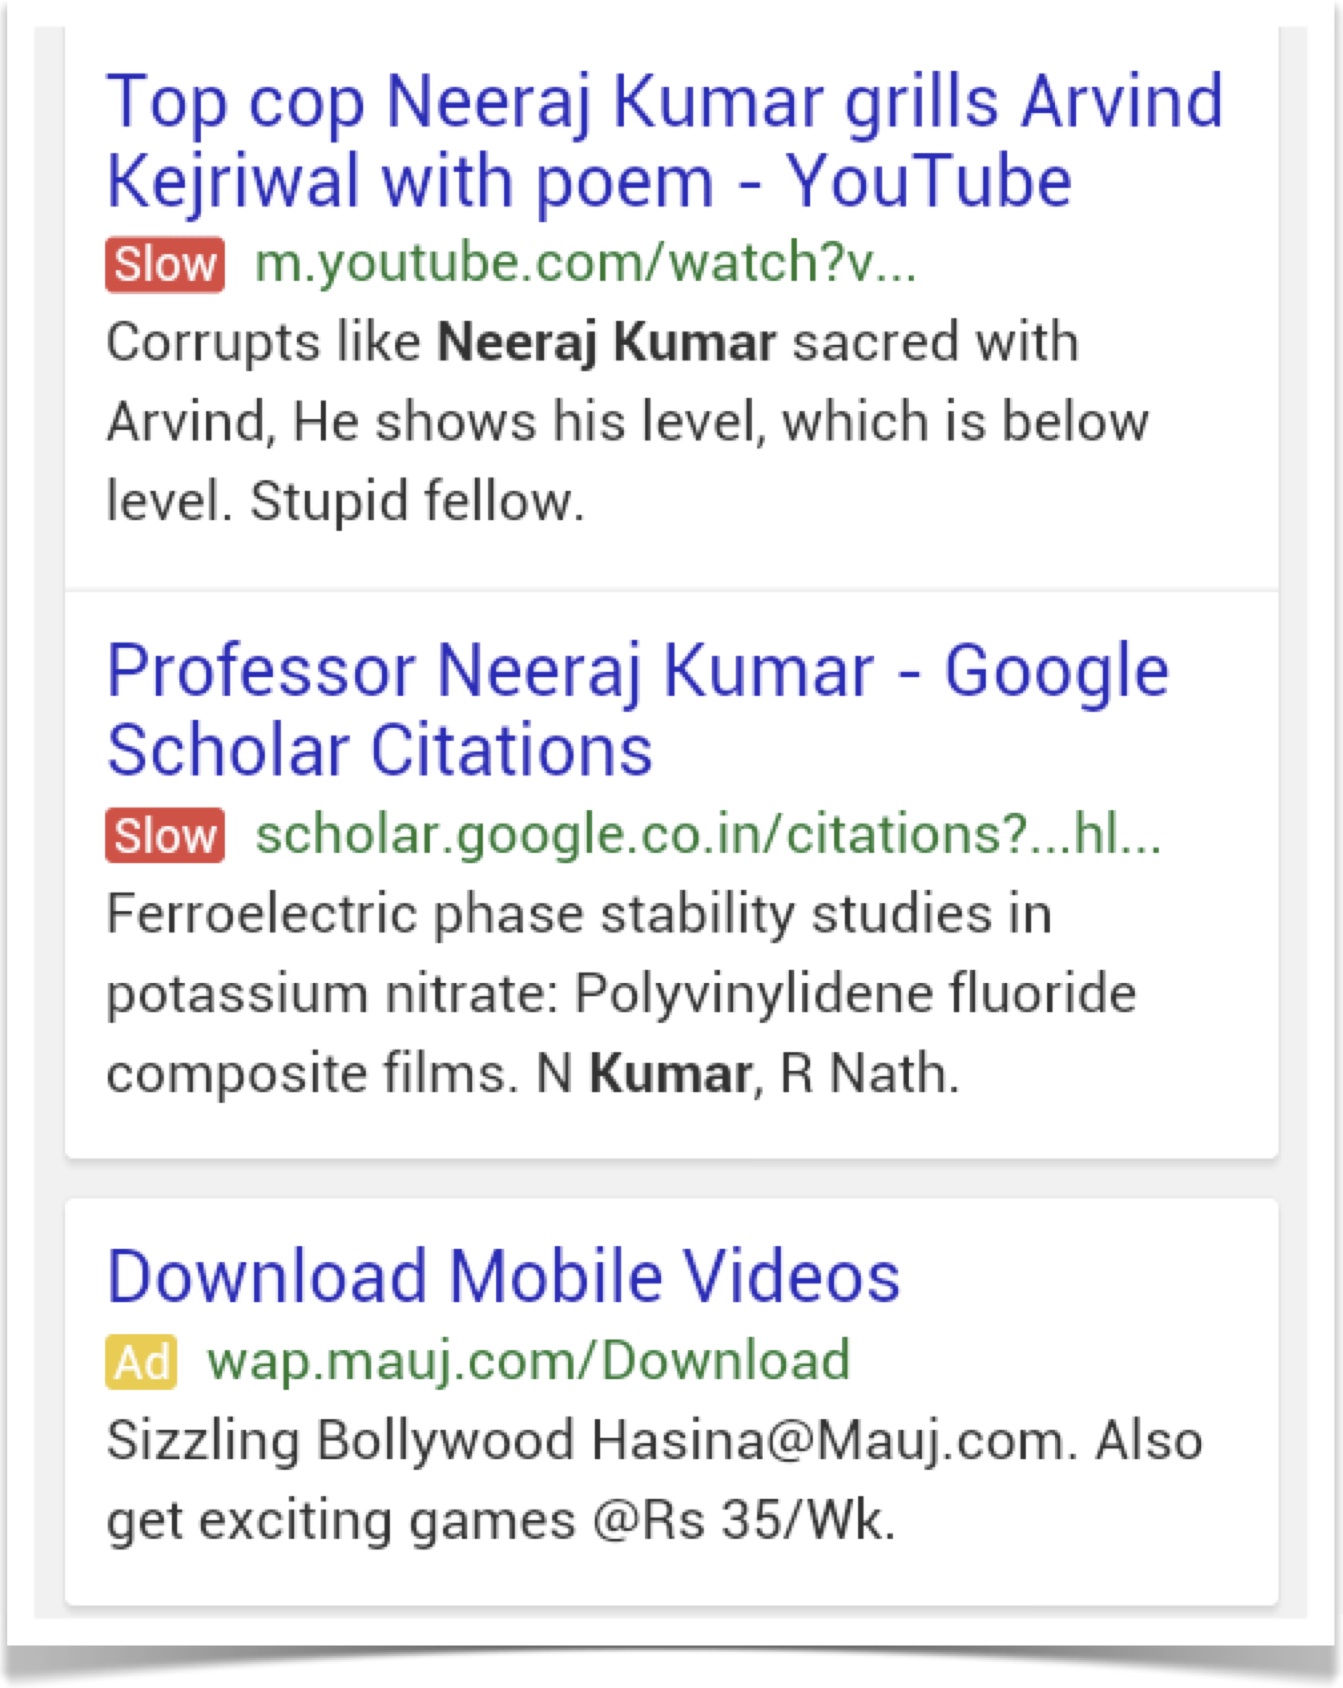 Top cop Neeraj Kumar grills Arvind
Kejriwal with poem - YouTube
Slow m.youtube.com/watch?v...
Corrupts like Neeraj Kumar sacred with
Arvind, He shows his level, which is below
level. Stupid fellow.
Professor Neeraj Kumar - Google
Scholar Citations
Slow scholar.google.co.in/citations?...hl...
Ferroelectric phase stability studies in
potassium nitrate: Polyvinylidene fluoride
composite films. N Kumar, R Nath.
Download Mobile Videos
Ad wap.mauj.com/Download
Sizzling Bollywood Hasina@Mauj.com. Also
get exciting games @Rs 35/Wk.